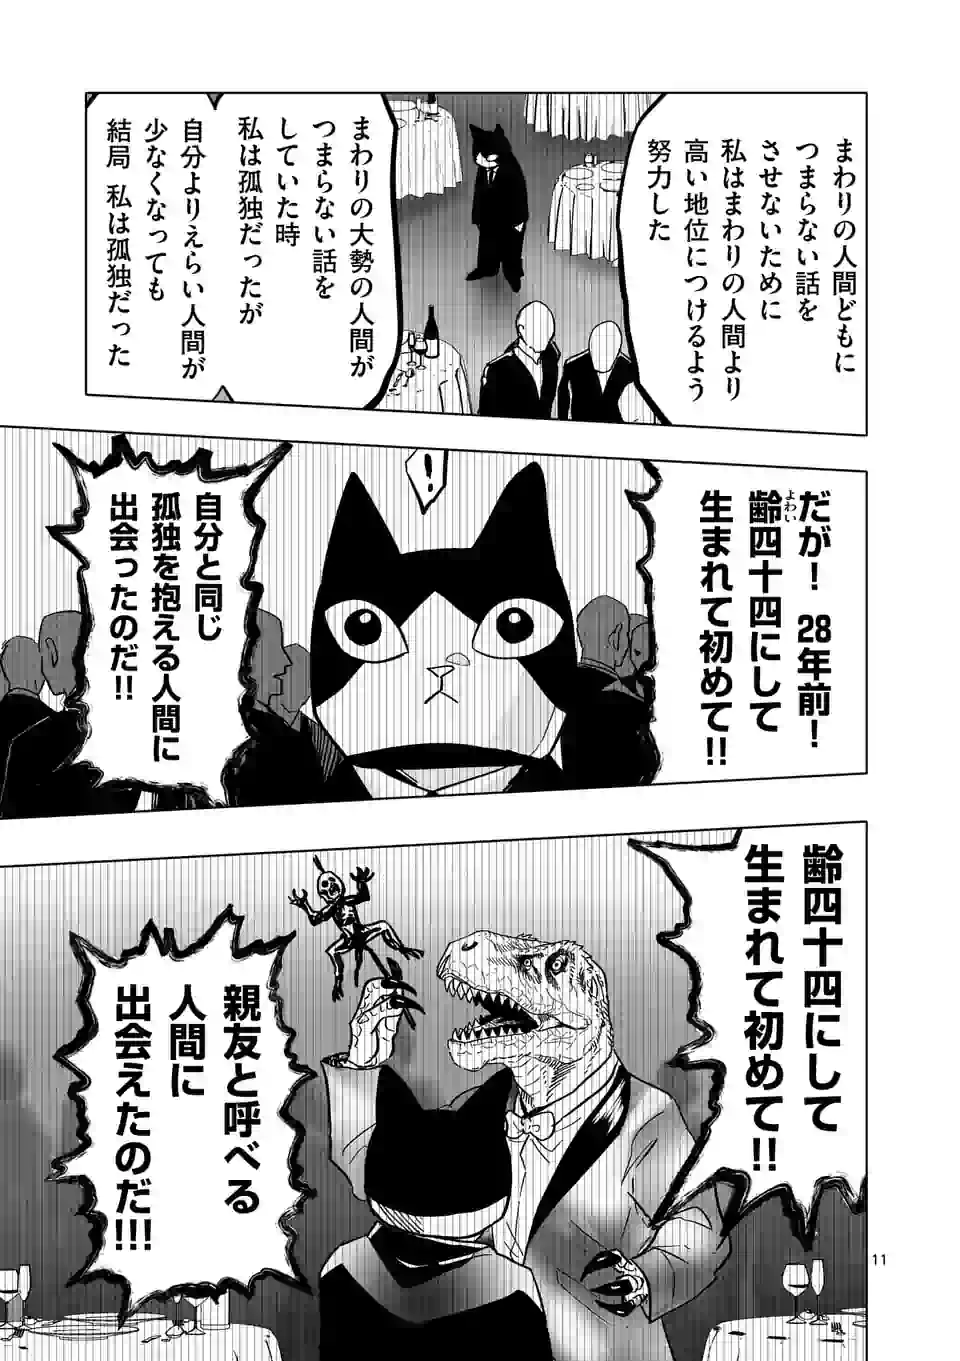 まわりの人間どもに
つまらない話を
させないために
私はまわりの人間より
高い地位につけるよう
努力した
まわりの大勢の人間が
つまらない話を
していた時
私は孤独だったが
自分よりえらい人間が
少なくなっても
結局 私は孤独だった
だが！ 28年前！
齢四十四にして
よわい
生まれて初めて!!
!
自分と同じ
孤独を抱える人間に
出会ったのだ!!
齢四十四にして
生まれて初めて!!
親友と呼べる
人間に
出会えたのだ!!!
11